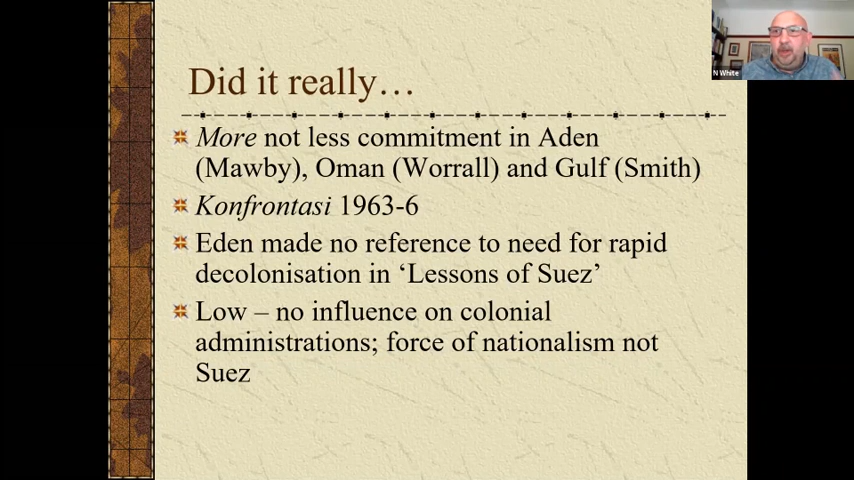 Did it really…
More not less commitment in Aden
(Mawby), Oman (Worrall) and Gulf (Smith)
Konfrontasi 1963-6
Eden made no reference to need for rapid
decolonisation in ‘Lessons of Suez’
Low – no influence on colonial
administrations; force of nationalism not
Suez
N White